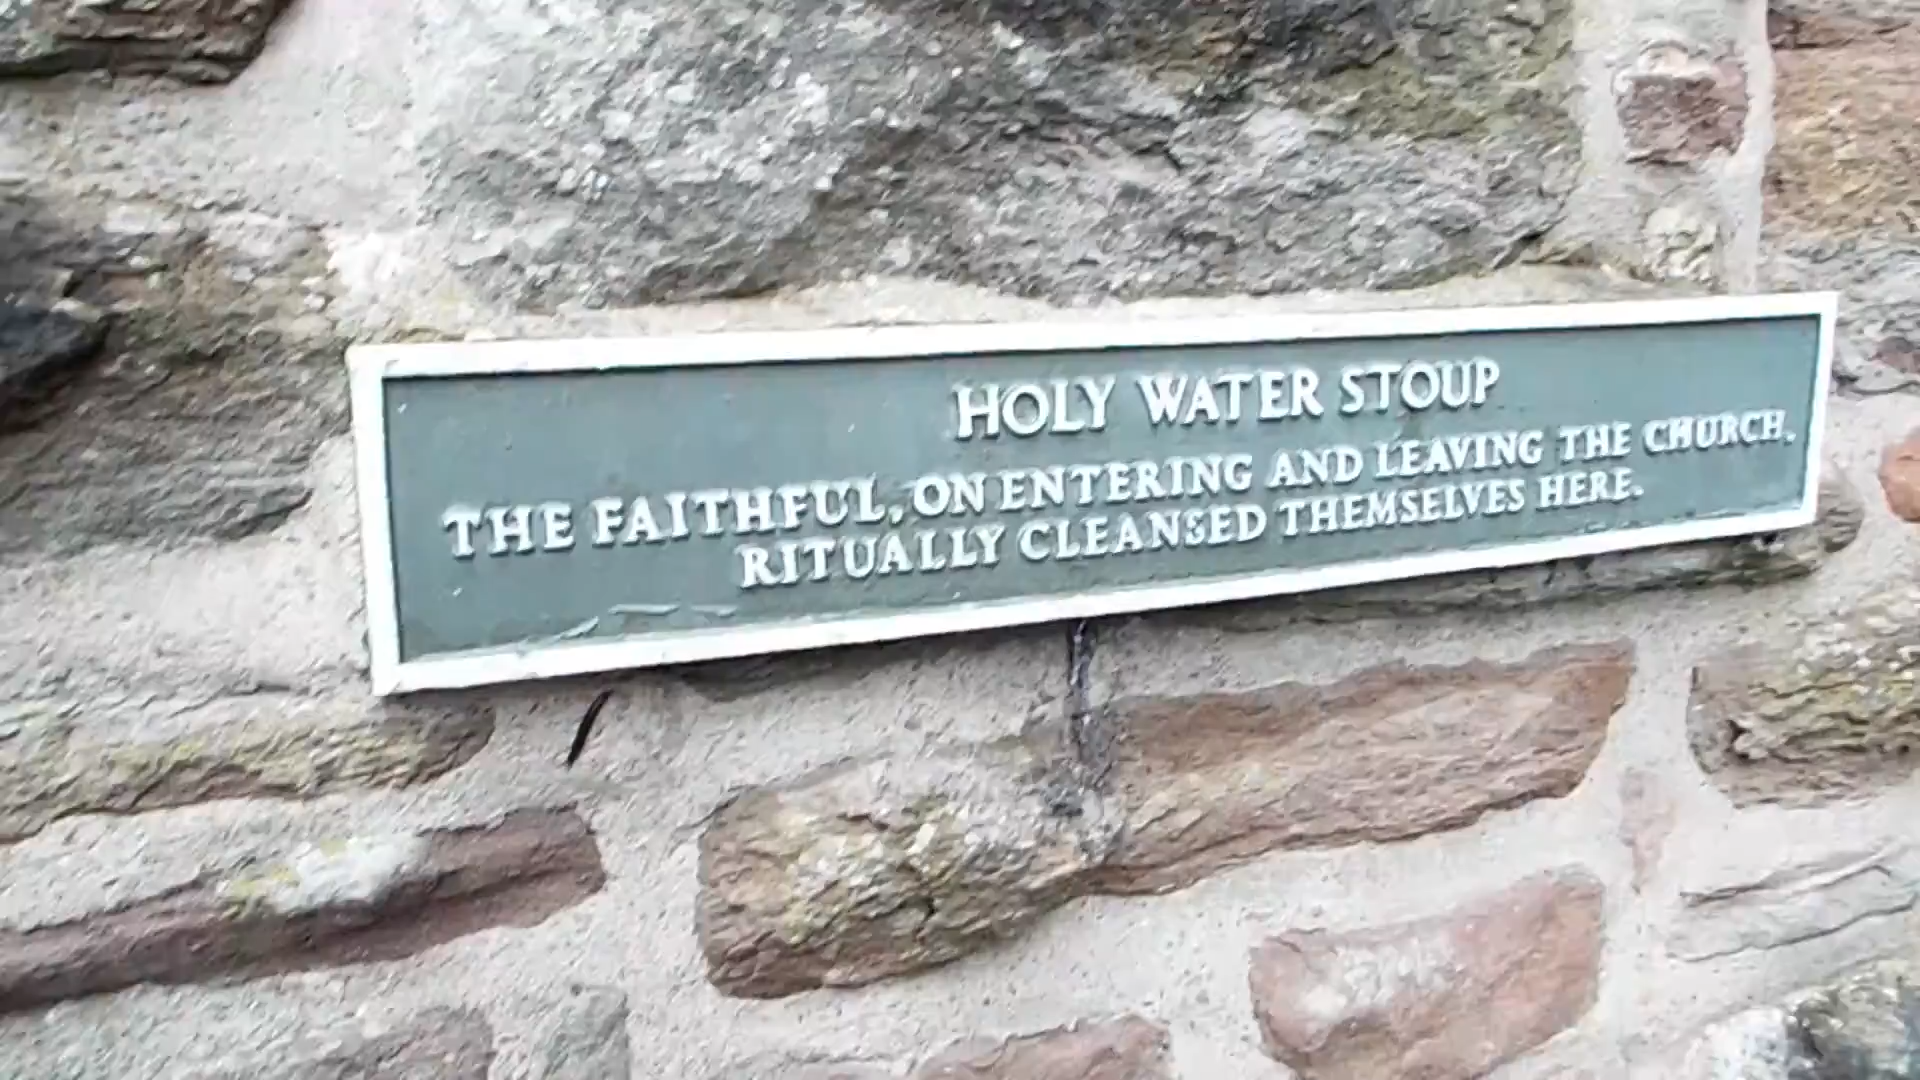 HOLY WATER STOUP
THE FAITHFUL, ON ENTERING AND LEAVING THE CHURCH,
RITUALLY CLEANSED THEMSELVES HERE.